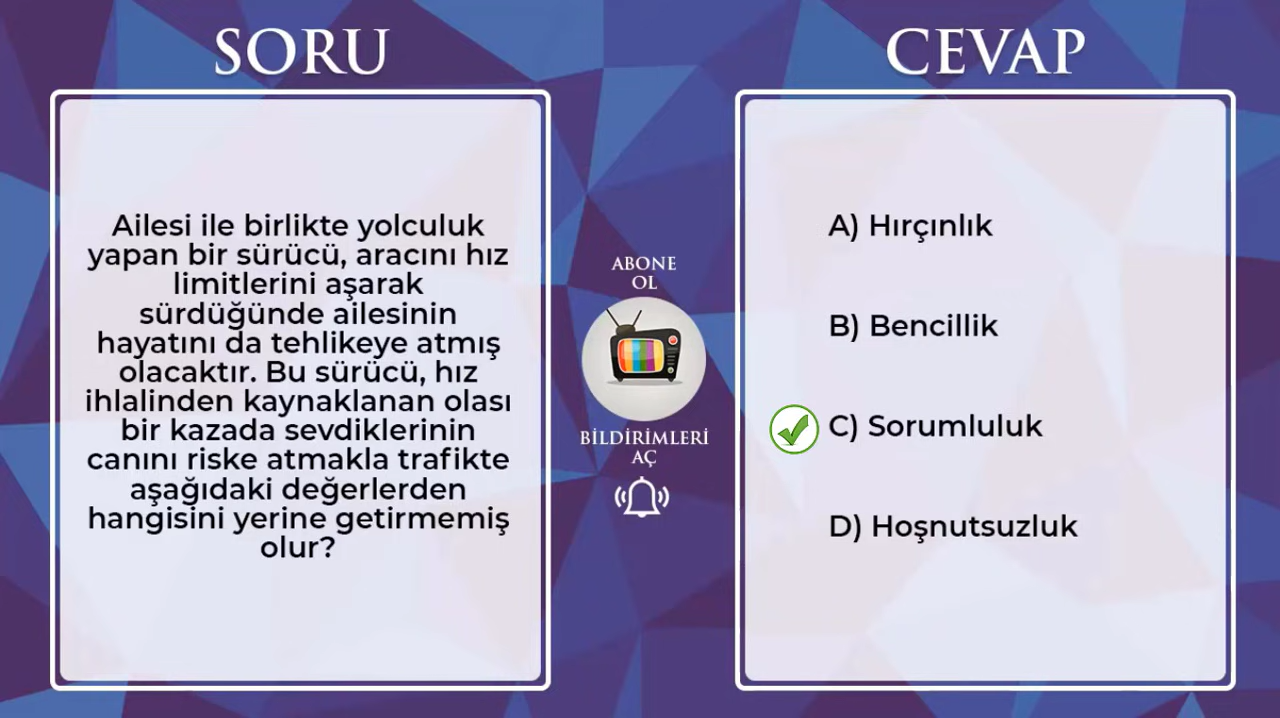 SORU
Ailesi ile birlikte yolculuk
yapan bir sürücü, aracını hız
limitlerini aşarak
sürdüğünde ailesinin
hayatını da tehlikeye atmış
olacaktır. Bu sürücü, hız
ihlalinden kaynaklanan olası
bir kazada sevdiklerinin
canını riske atmakla trafikte
aşağıdaki değerlerden
hangisini yerine getirmemiş
olur?
ABONE
OL
BİLDİRİMLERİ
AÇ
CEVAP
A) Hırçınlık
B) Bencillik
C) Sorumluluk
D) Hoşnutsuzluk